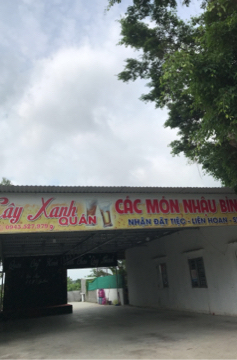 Cây Xanh
QUÁN
CÁC MÓN NHẬU BÌN
NHẬN ĐẶT TIỆC - LIÊN HOAN -